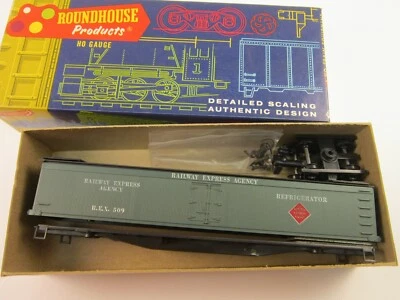 ROUNDHOUSE
Products
HO GAUGE
1
DETAILED SCALING
AUTHENTIC DESIGN
RAILWAY EXPRESS AGENCY
RAILWAY EXPRESS
AGENCY
REFRIGERATOR
R.E.X. 509